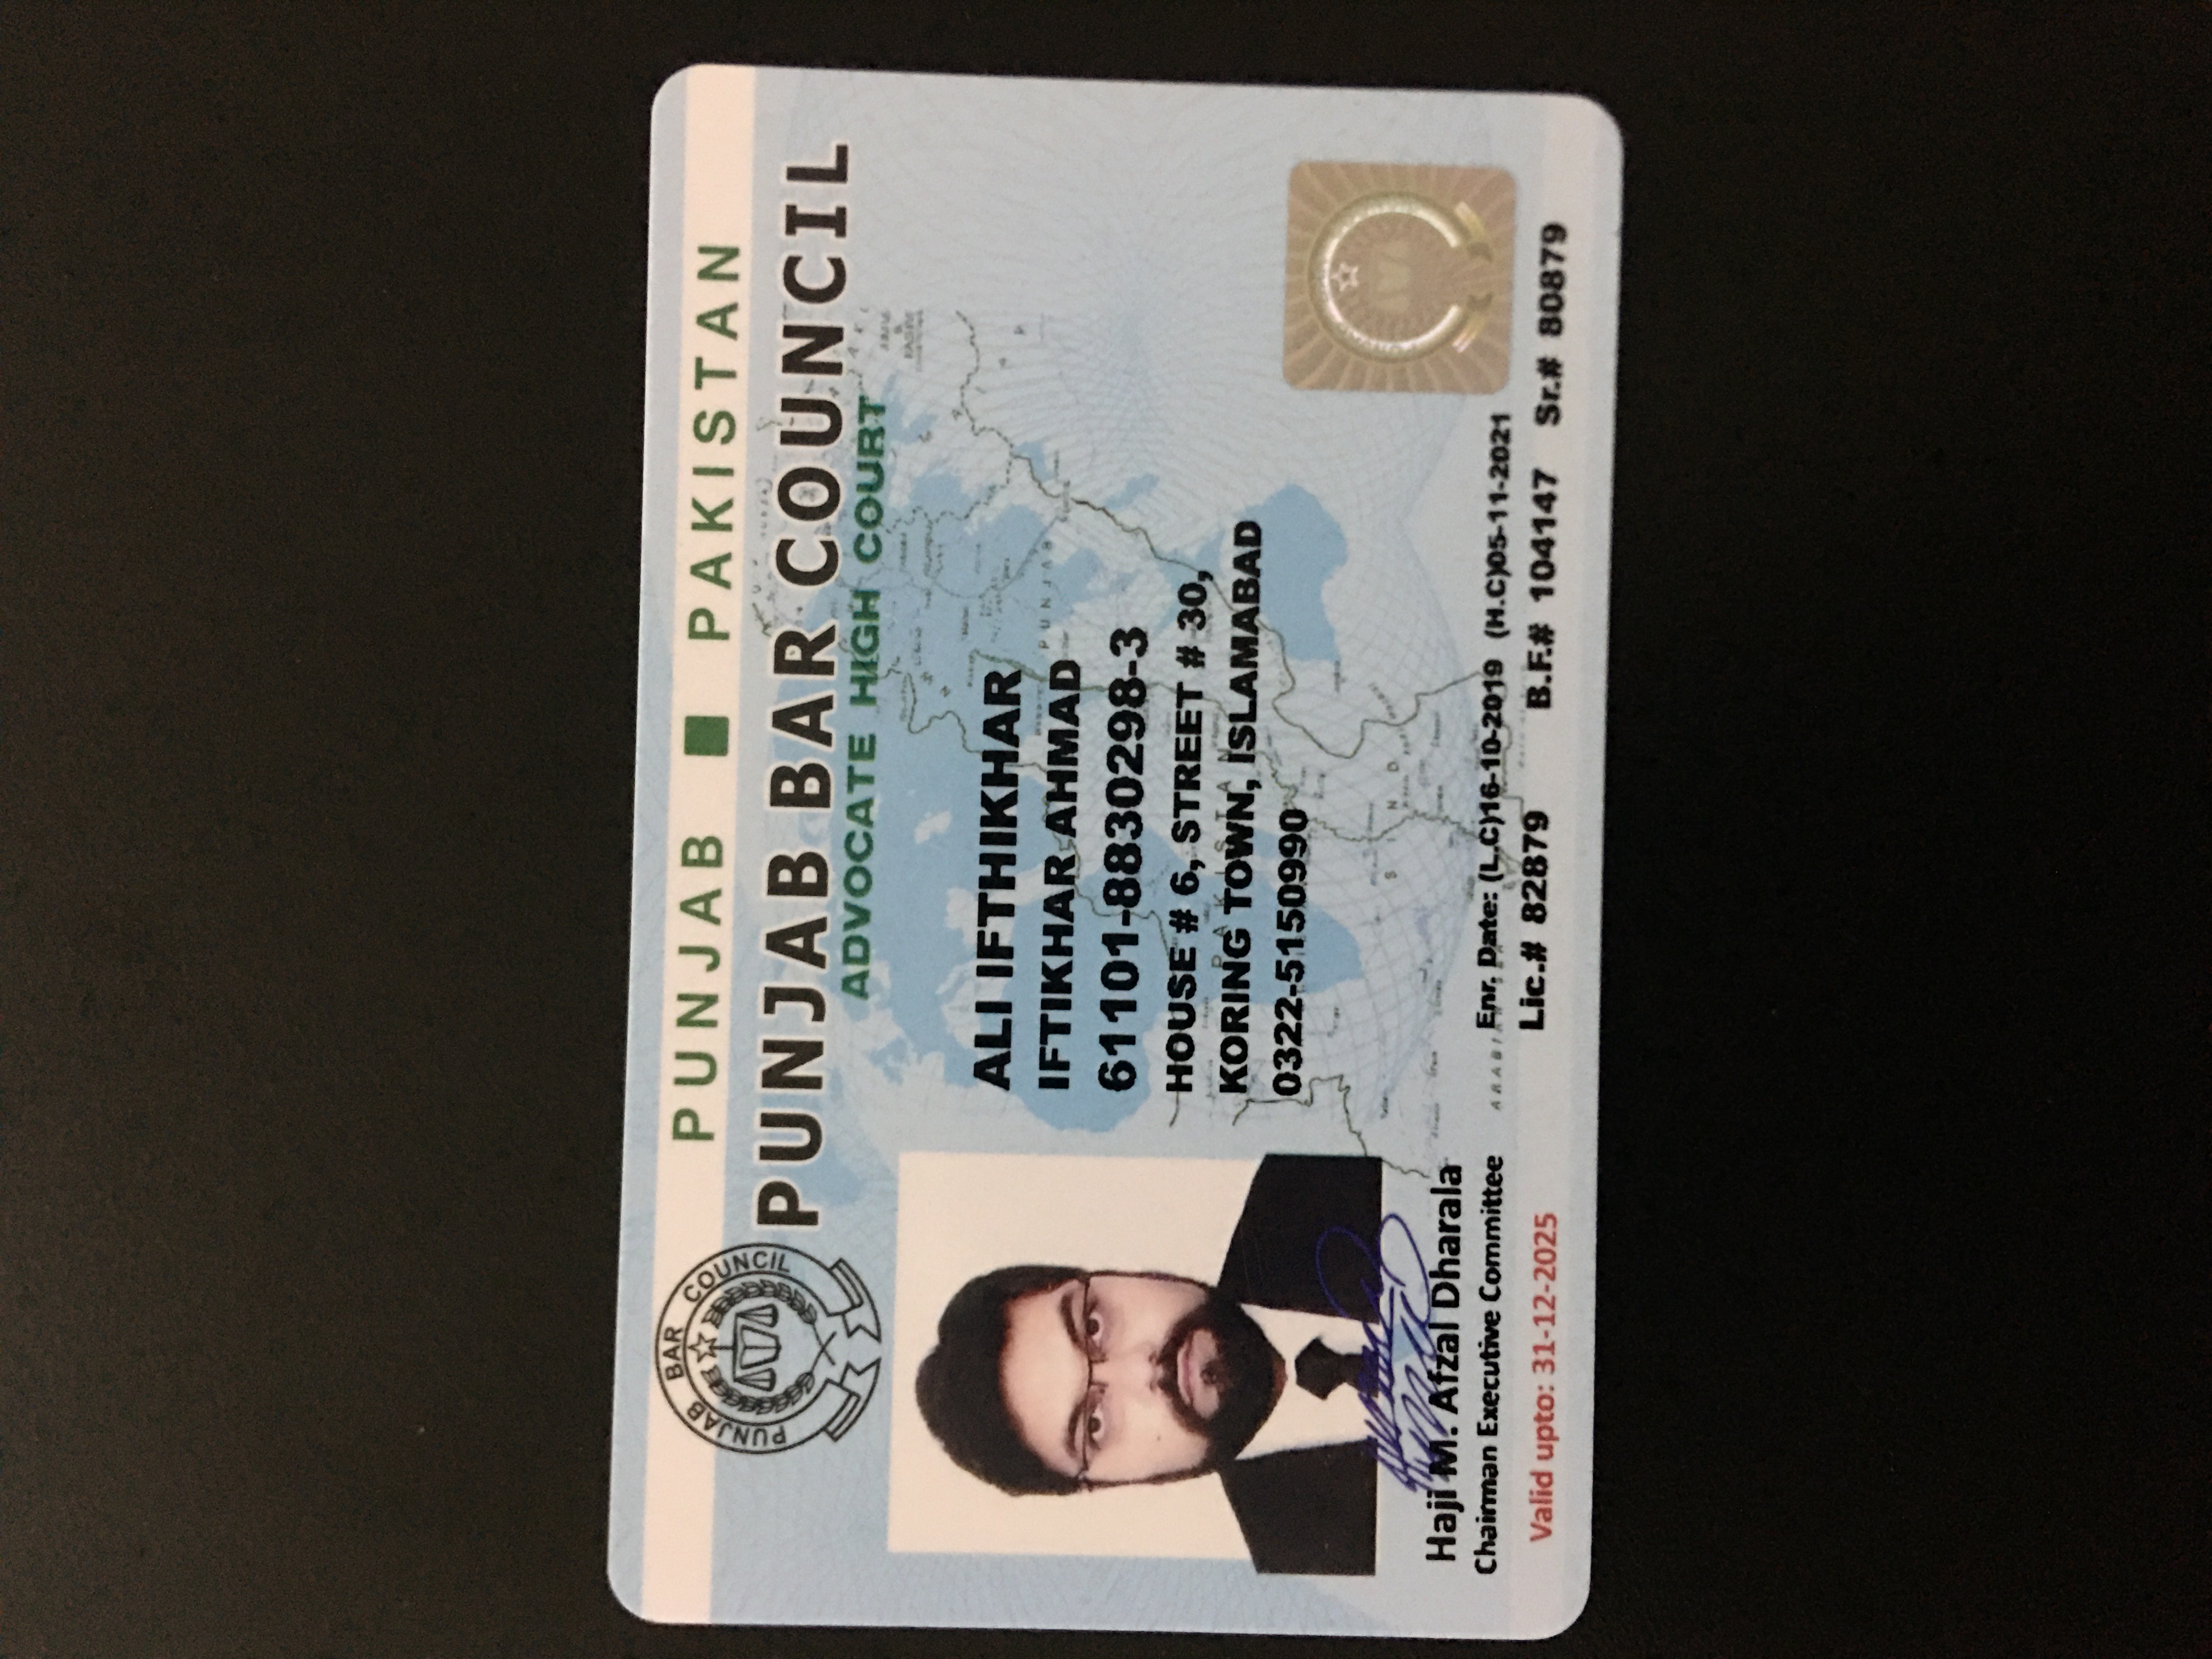 PUNJAB ■ PAKISTAN
PUNJAB BAR COUNCIL
PUNJAB BAR COUNCIL
ADVOCATE HIGH COURT
ALI IFTHIKHAR
IFTIKHAR AHMAD
61101-8830298-3
HOUSE # 6, STREET # 30,
KORING TOWN, ISLAMABAD
0322-5150990
PUNJAB
PAKISTAN
SIND
ARABIAN SEA
Haji M. Afzal Dharala
Chairman Executive Committee
Valid upto: 31-12-2025
Enr. Date: (L.C)16-10-2019 (H.C)05-11-2021
Lic.# 82879 B.F.# 104147 Sr.# 80879